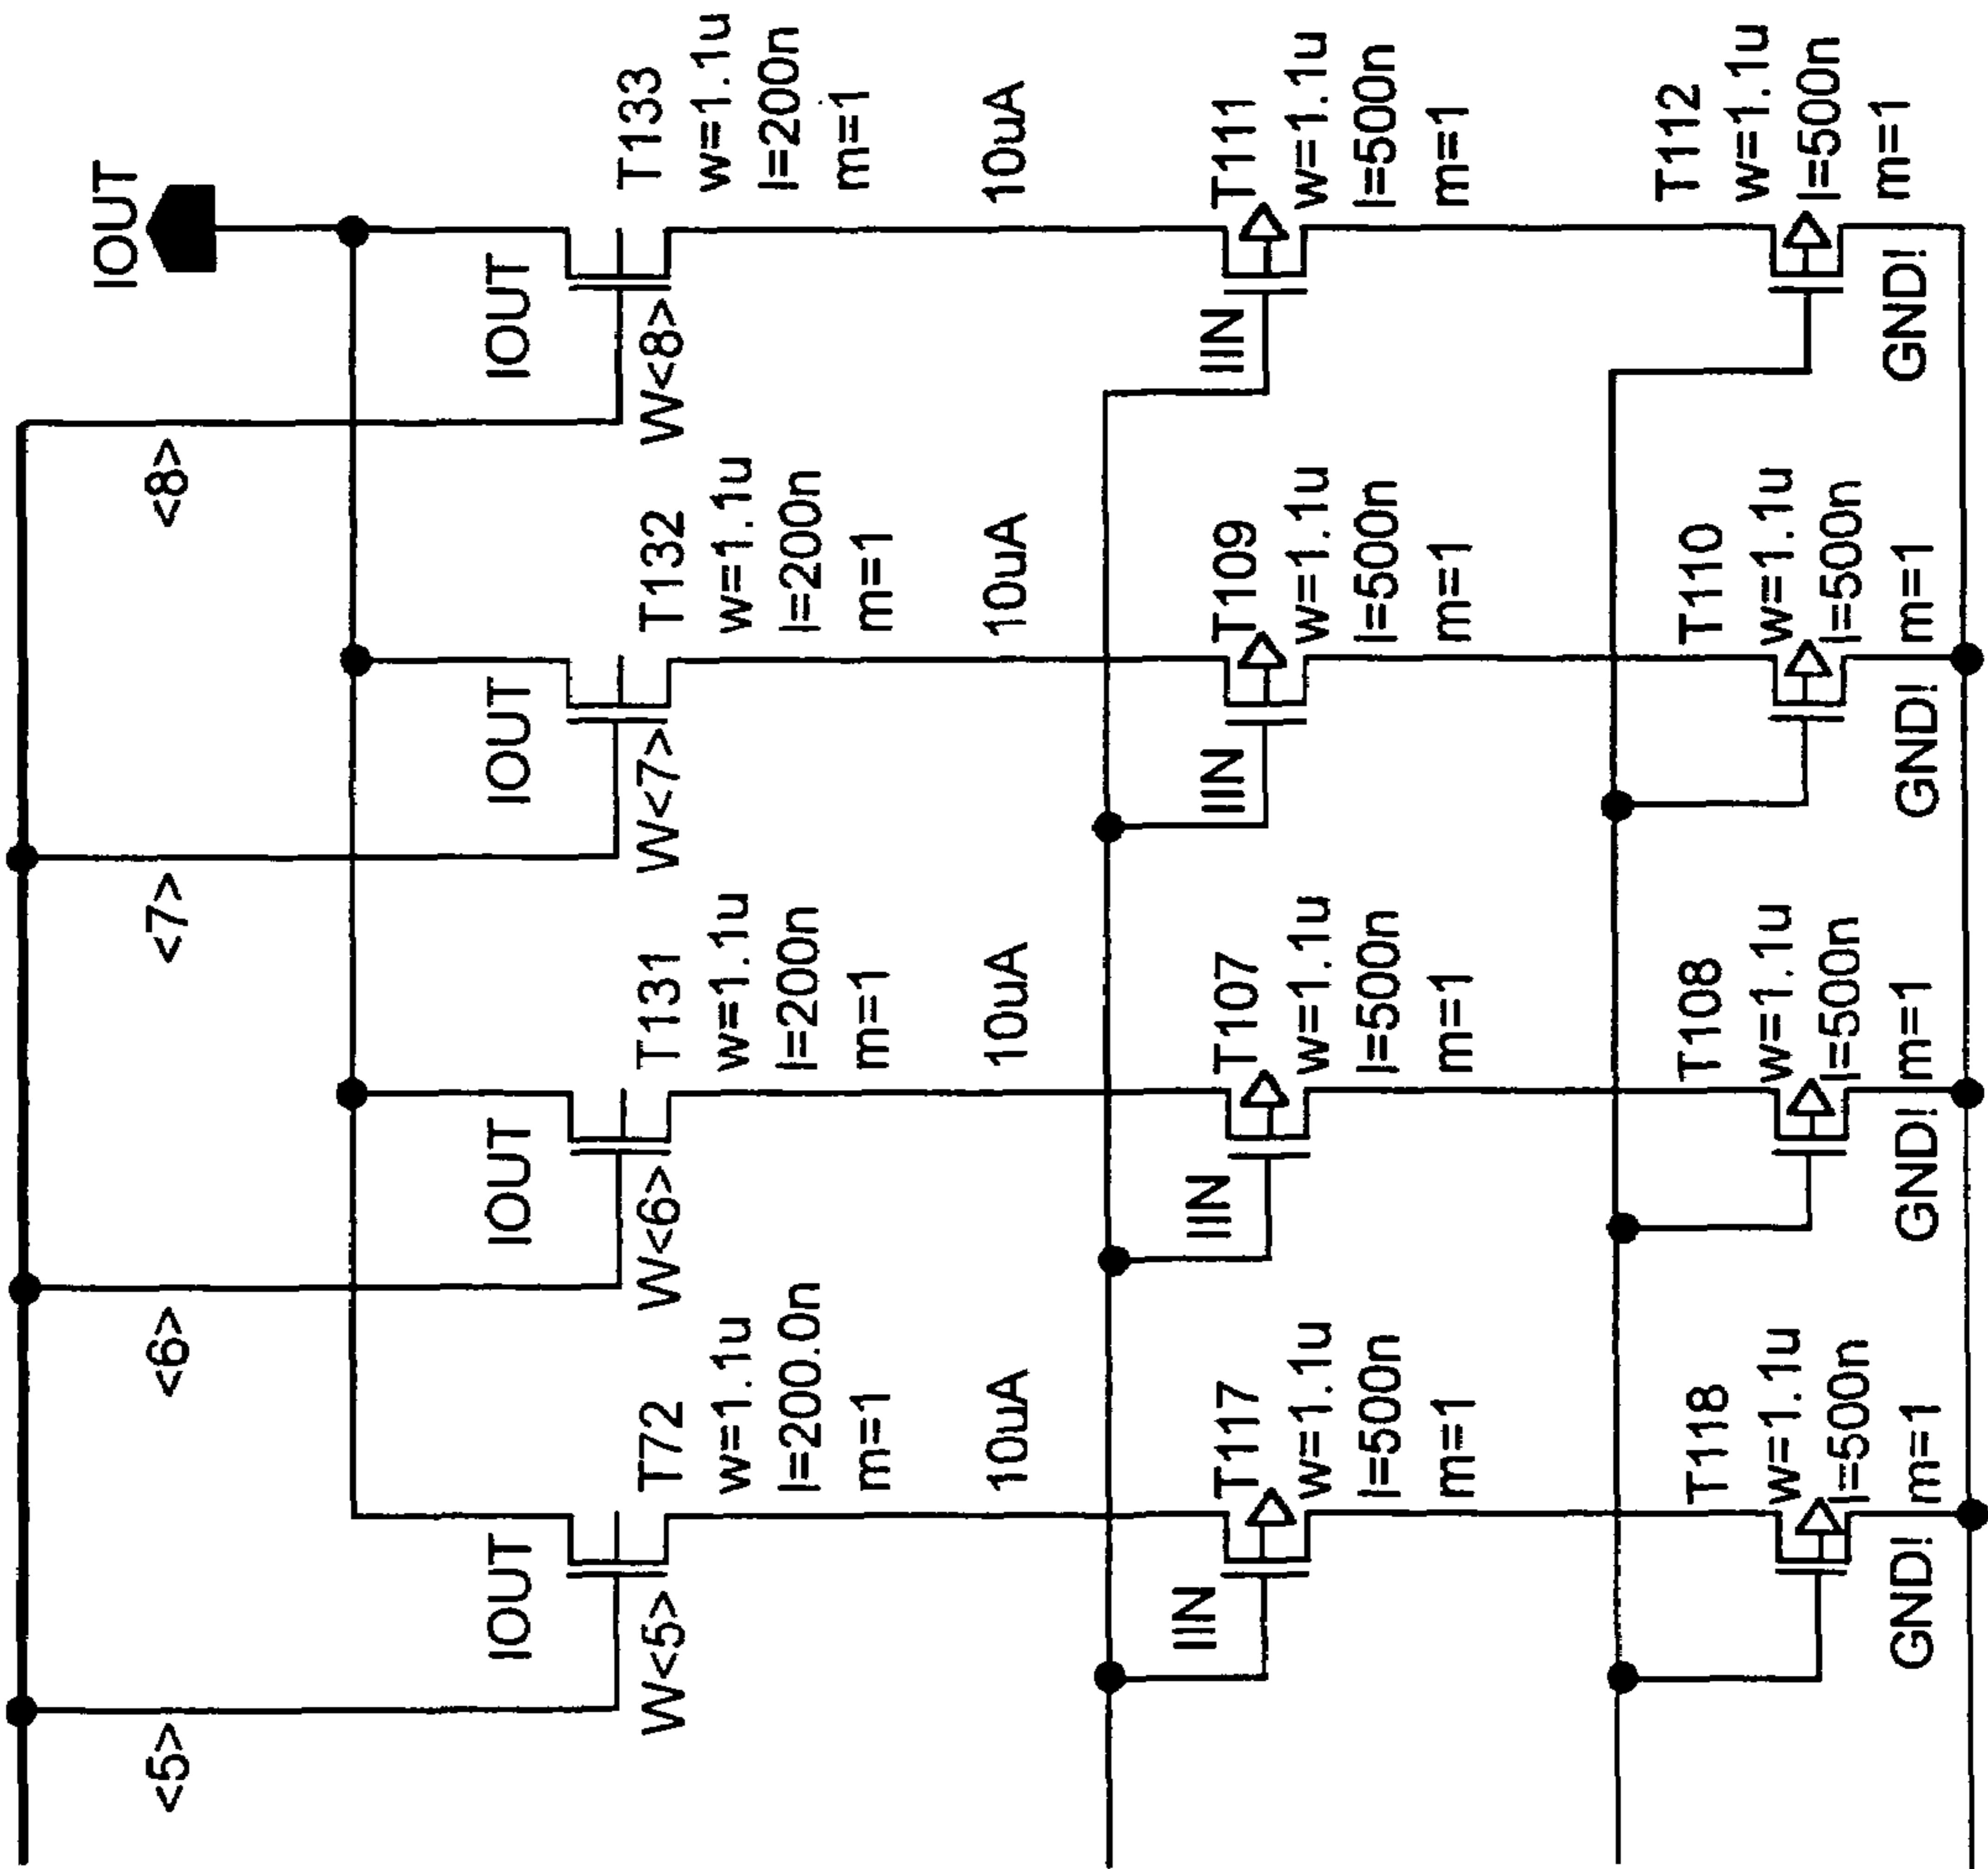 IOUT
<5>
<6>
<7>
<8>
IOUT
W<5>
T72
w=1.1u
l=200.0n
m=1
10uA
IOUT
W<6>
T131
w=1.1u
l=200n
m=1
10uA
IOUT
W<7>
T132
w=1.1u
l=200n
m=1
10uA
IOUT
W<8>
T133
w=1.1u
l=200n
m=1
10uA
IIN
T117
w=1.1u
l=500n
m=1
IIN
T107
w=1.1u
l=500n
m=1
IIN
T109
w=1.1u
l=500n
m=1
IIN
T111
w=1.1u
l=500n
m=1
T118
w=1.1u
l=500n
m=1
GND!
T108
w=1.1u
l=500n
m=1
GND!
T110
w=1.1u
l=500n
m=1
GND!
T112
w=1.1u
l=500n
m=1
GND!